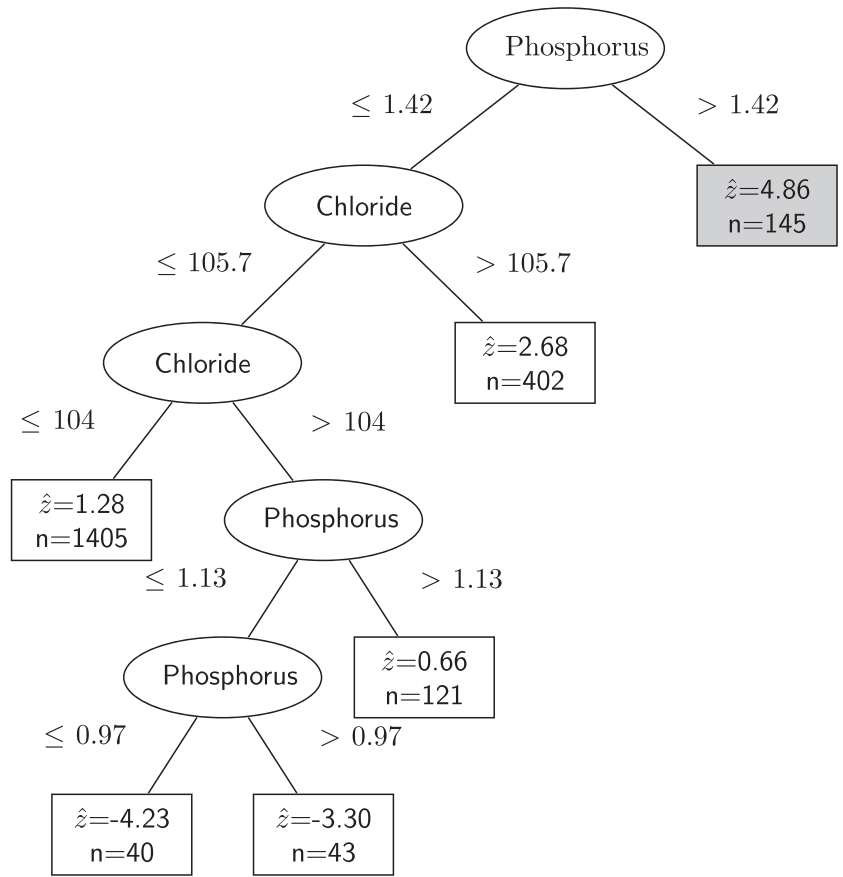 Phosphorus
≤ 1.42
> 1.42
Chloride
ẑ=4.86
n=145
≤ 105.7
> 105.7
Chloride
ẑ=2.68
n=402
≤ 104
> 104
ẑ=1.28
n=1405
Phosphorus
≤ 1.13
> 1.13
Phosphorus
ẑ=0.66
n=121
≤ 0.97
> 0.97
ẑ=-4.23
n=40
ẑ=-3.30
n=43